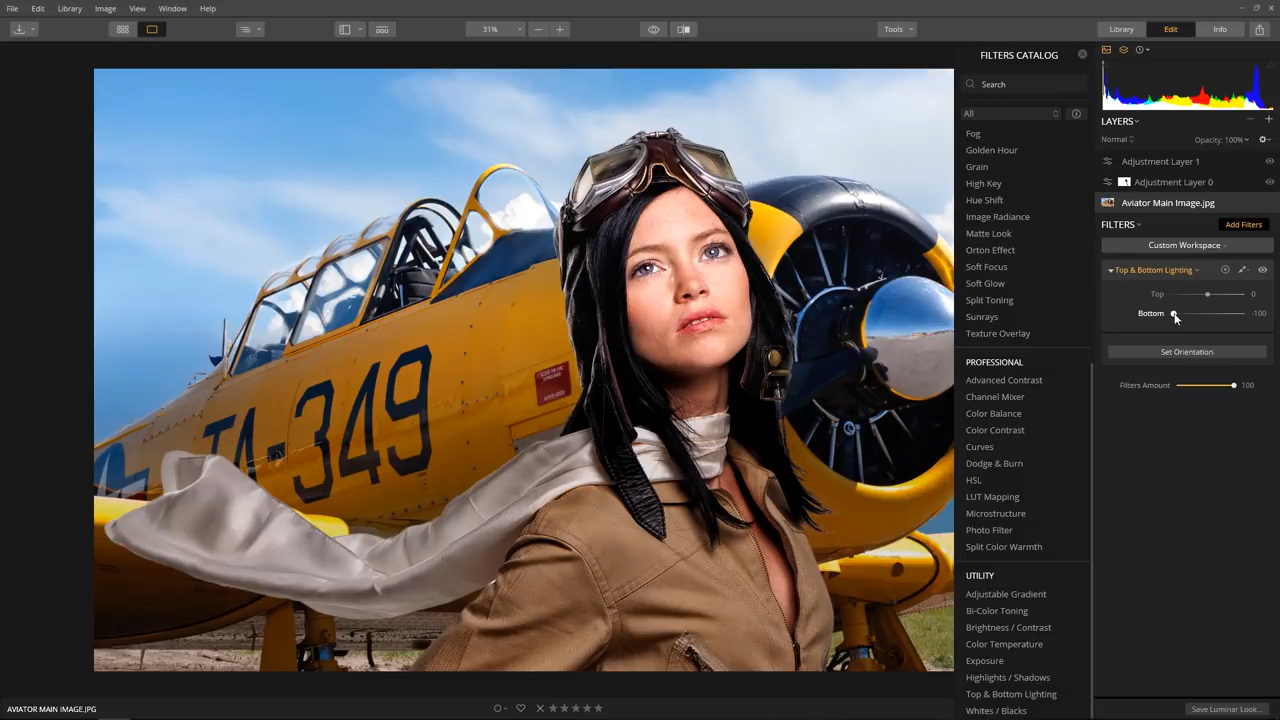 File Edit Library Image View Window Help
31% Tools Library Edit Info
FILTERS CATALOG
Search
All
Fog
Golden Hour
Grain
High Key
Hue Shift
Image Radiance
Matte Look
Orton Effect
Soft Focus
Soft Glow
Split Toning
Sunrays
Texture Overlay
PROFESSIONAL
Advanced Contrast
Channel Mixer
Color Balance
Color Contrast
Curves
Dodge & Burn
HSL
LUT Mapping
Microstructure
Photo Filter
Split Color Warmth
UTILITY
Adjustable Gradient
Bi-Color Toning
Brightness / Contrast
Color Temperature
Exposure
Highlights / Shadows
Top & Bottom Lighting
Whites / Blacks
LAYERS
Normal Opacity: 100%
Adjustment Layer 1
Adjustment Layer 0
Aviator Main Image.jpg
FILTERS Add Filters
Custom Workspace
Top & Bottom Lighting
Top 0
Bottom -100
Set Orientation
Filters Amount 100
TA 349
AVIATOR MAIN IMAGE.JPG
Save Luminar Look...